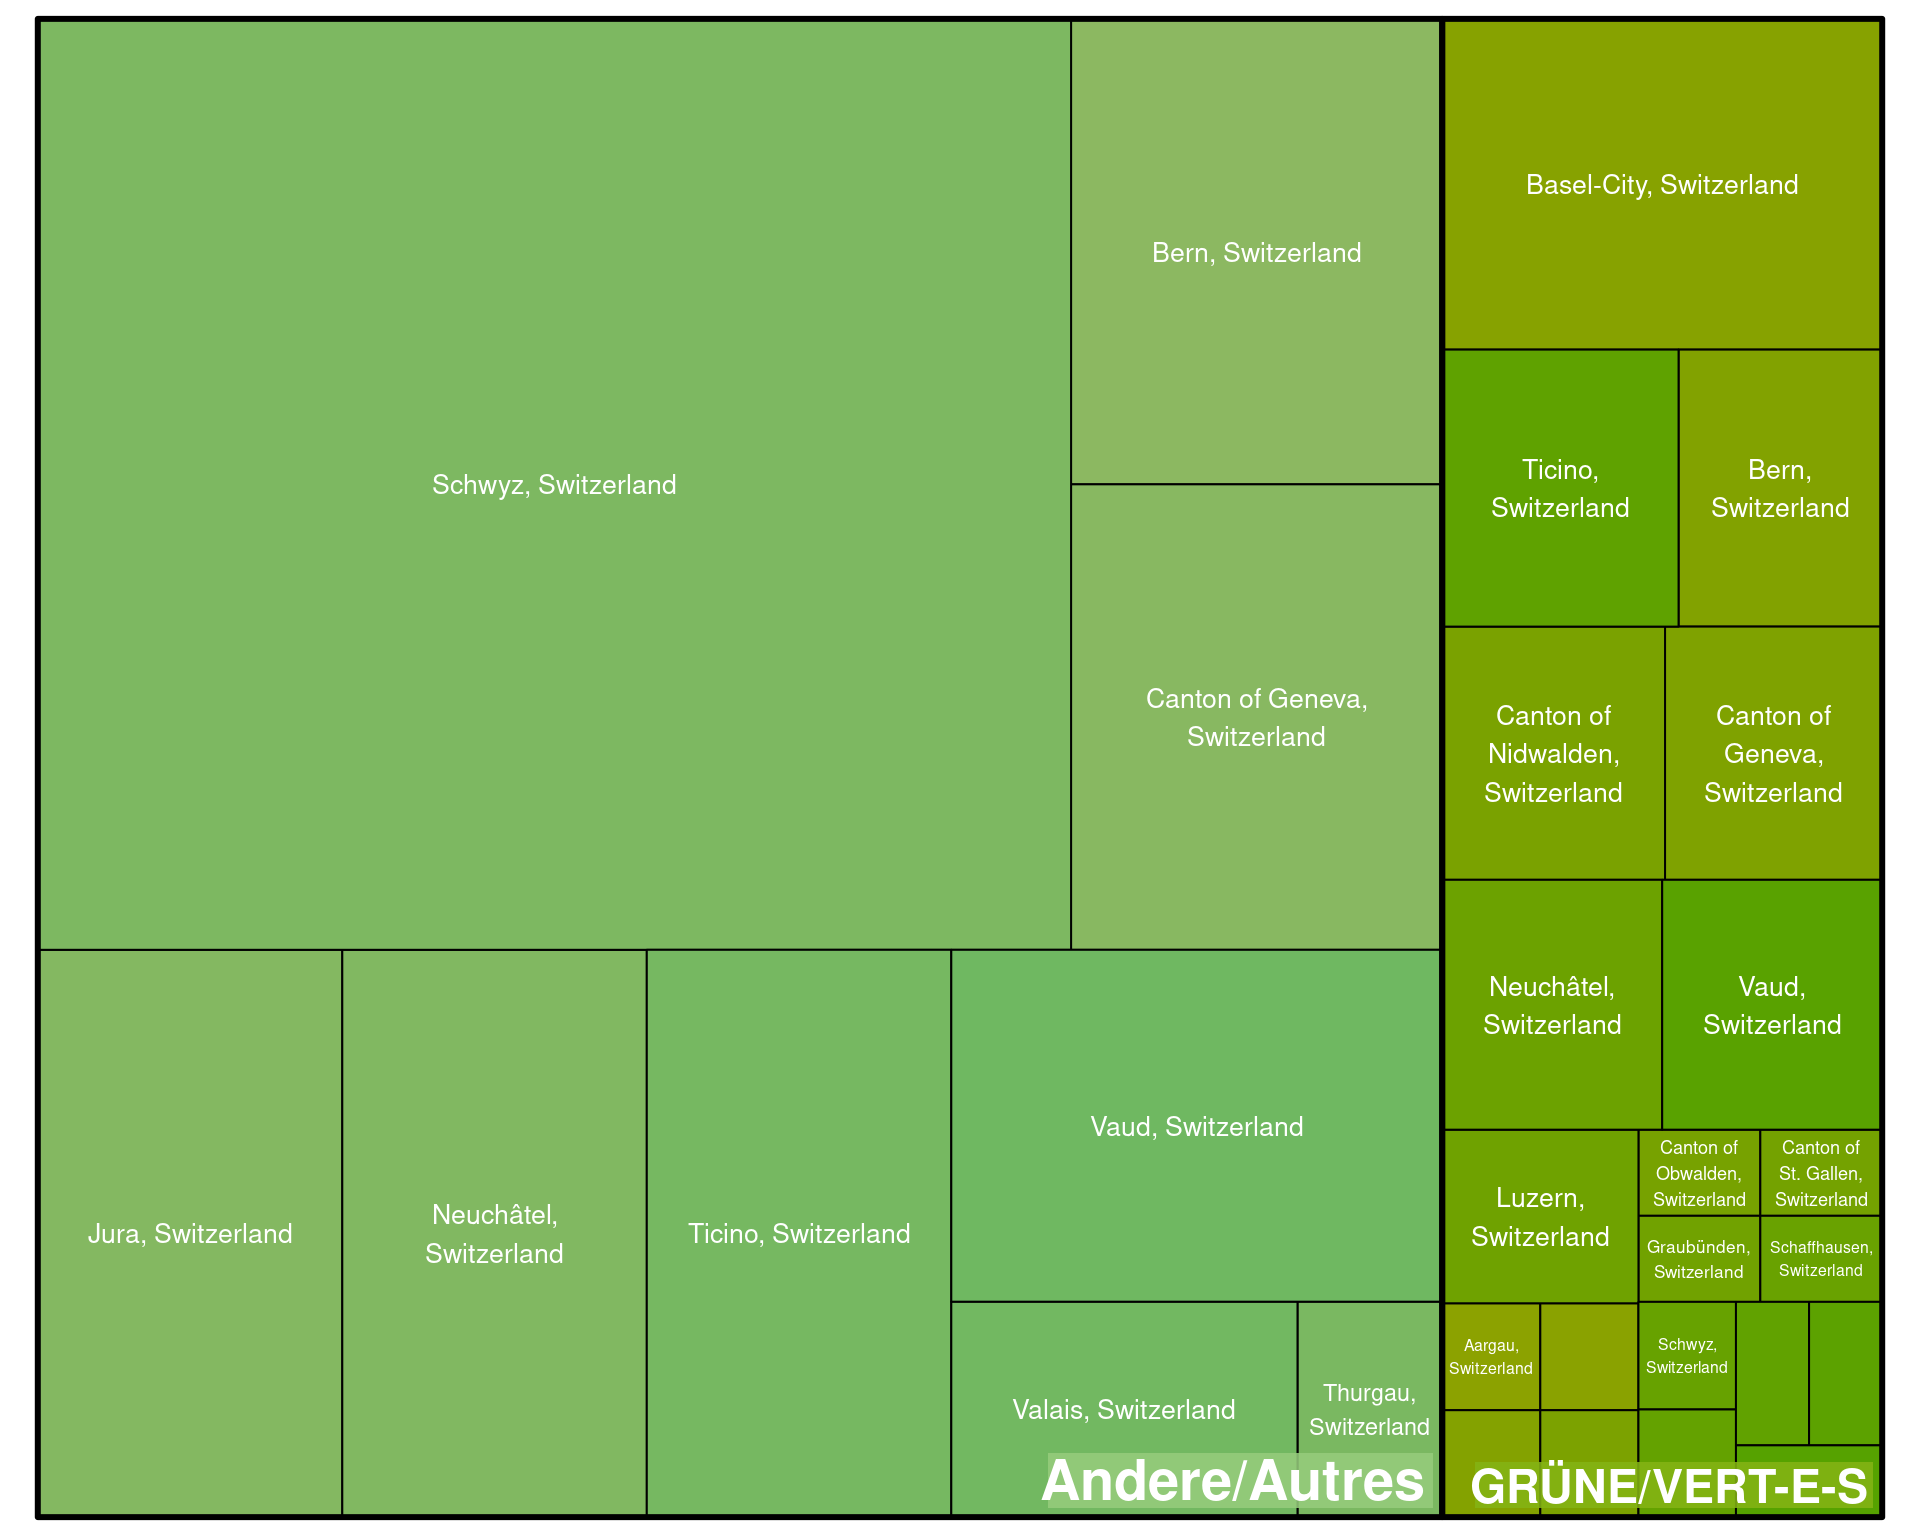 Schwyz, Switzerland
Bern, Switzerland
Canton of Geneva,
Switzerland
Jura, Switzerland
Neuchâtel,
Switzerland
Ticino, Switzerland
Vaud, Switzerland
Valais, Switzerland
Thurgau,
Switzerland
Andere/Autres
Basel-City, Switzerland
Ticino,
Switzerland
Bern,
Switzerland
Canton of
Nidwalden,
Switzerland
Canton of
Geneva,
Switzerland
Neuchâtel,
Switzerland
Vaud,
Switzerland
Luzern,
Switzerland
Canton of
Obwalden,
Switzerland
Canton of
St. Gallen,
Switzerland
Graubünden,
Switzerland
Schaffhausen,
Switzerland
Aargau,
Switzerland
Schwyz,
Switzerland
GRÜNE/VERT-E-S